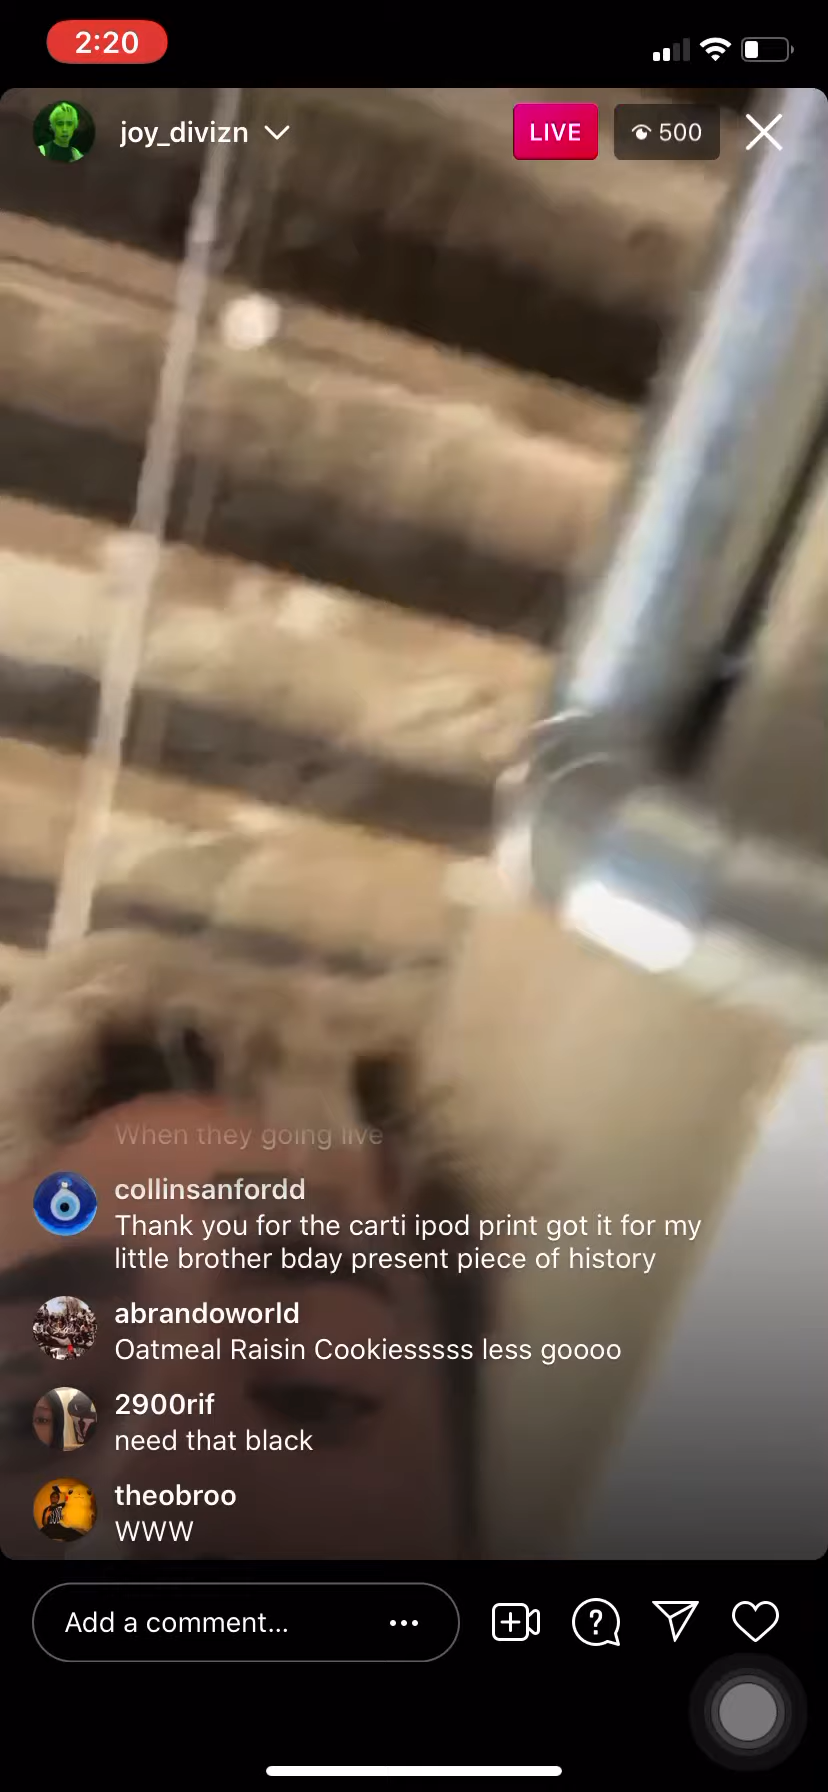 2:20
joy_divizn
LIVE
500
When they going live
collinsanfordd
Thank you for the carti ipod print got it for my
little brother bday present piece of history
abrandoworld
Oatmeal Raisin Cookiesssss less goooo
2900rif
need that black
theobroo
WWW
Add a comment...